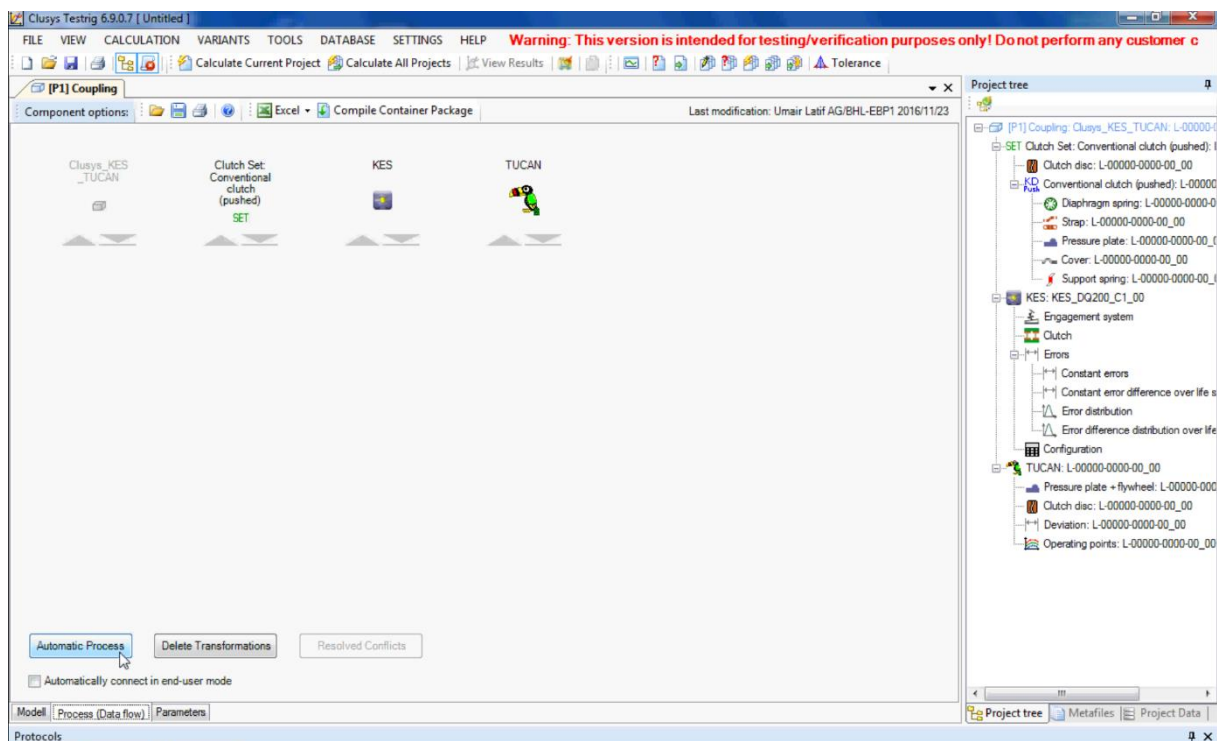 Clusys Testrig 6.9.0.7 [ Untitled ]
FILE VIEW CALCULATION VARIANTS TOOLS DATABASE SETTINGS HELP Warning: This version is intended for testing/verification purposes only! Do not perform any customer c
Calculate Current Project Calculate All Projects View Results Tolerance
[P1] Coupling
Component options: Excel Compile Container Package Last modification: Umair Latif AG/BHL-EBP1 2016/11/23
Clusys_KES
_TUCAN
Clutch Set:
Conventional
clutch
(pushed)
SET
KES
TUCAN
Automatic Process Delete Transformations Resolved Conflicts
Automatically connect in end-user mode
Modell Process (Data flow) Parameters
Protocols
Project tree
[P1] Coupling: Clusys_KES_TUCAN: L-00000-(
SET Clutch Set: Conventional clutch (pushed): l
Clutch disc: L-00000-0000-00_00
KD Push Conventional clutch (pushed): L-00000
Diaphragm spring: L-00000-0000-0
Strap: L-00000-0000-00_00
Pressure plate: L-00000-0000-00_(
Cover: L-00000-0000-00_00
Support spring: L-00000-0000-00_(
KES: KES_DQ200_C1_00
Engagement system
Clutch
Errors
Constant errors
Constant error difference over life s
Error distribution
Error difference distribution over life
Configuration
TUCAN: L-00000-0000-00_00
Pressure plate + flywheel: L-00000-000
Clutch disc: L-00000-0000-00_00
Deviation: L-00000-0000-00_00
Operating points: L-00000-0000-00_00
Project tree Metafiles Project Data